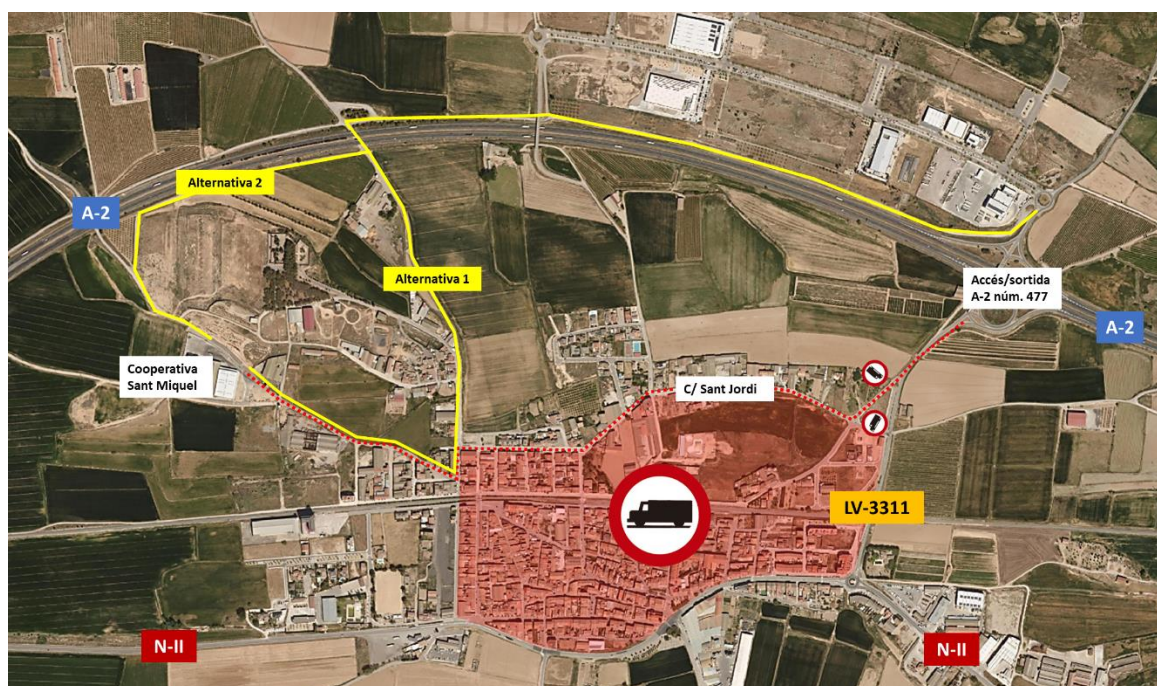 Alternativa 2
A-2
Alternativa 1
Accés/sortida
A-2 núm. 477
A-2
Cooperativa
Sant Miquel
C/ Sant Jordi
LV-3311
N-II
N-II